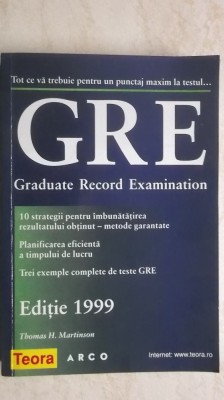 Tot ce vă trebuie pentru un punctaj maxim la testul...
GRE
Graduate Record Examination
10 strategii pentru îmbunătățirea
rezultatului obținut – metode garantate
Planificarea eficientă
a timpului de lucru
Trei exemple complete de teste GRE
Ediție 1999
Thomas H. Martinson
Teora
ARCO
Internet: www.teora.ro